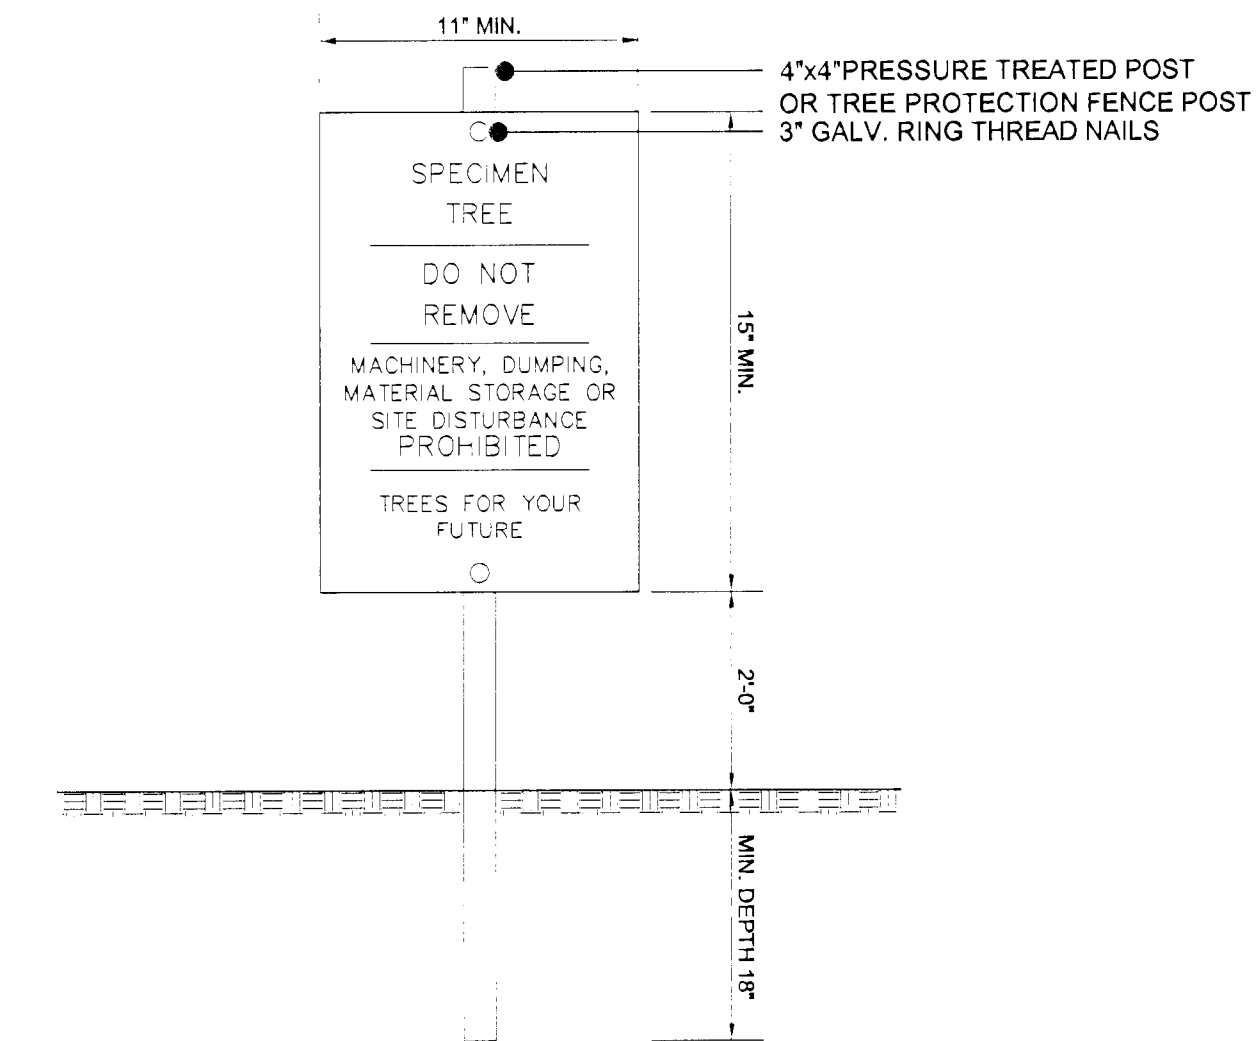 11" MIN.
4"x4"PRESSURE TREATED POST
OR TREE PROTECTION FENCE POST
3" GALV. RING THREAD NAILS
SPECIMEN
TREE
DO NOT
REMOVE
MACHINERY, DUMPING,
MATERIAL STORAGE OR
SITE DISTURBANCE
PROHIBITED
TREES FOR YOUR
FUTURE
15" MIN.
2'-0"
MIN. DEPTH 18"